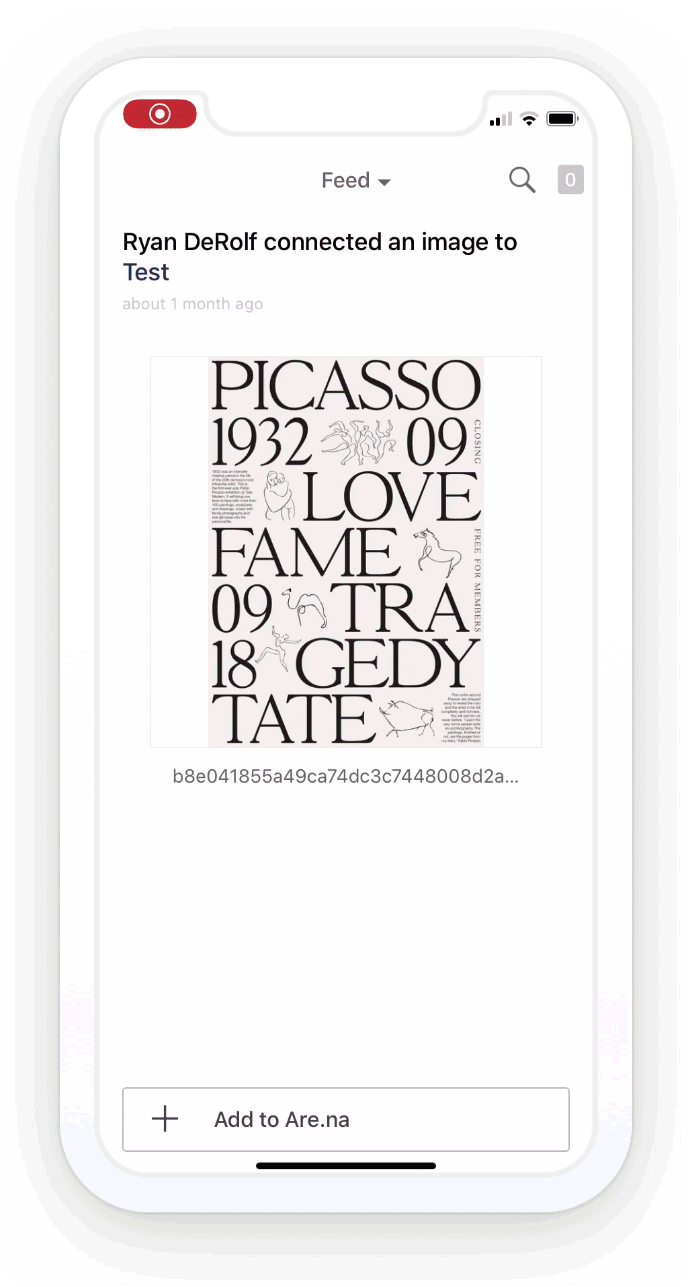 Feed
0
Ryan DeRolf connected an image to
Test
about 1 month ago
PICASSO
1932 09
CLOSING
LOVE
FAME
FREE FOR MEMBERS
09 TRA
18 GEDY
TATE
b8e041855a49ca74dc3c7448008d2a...
Add to Are.na